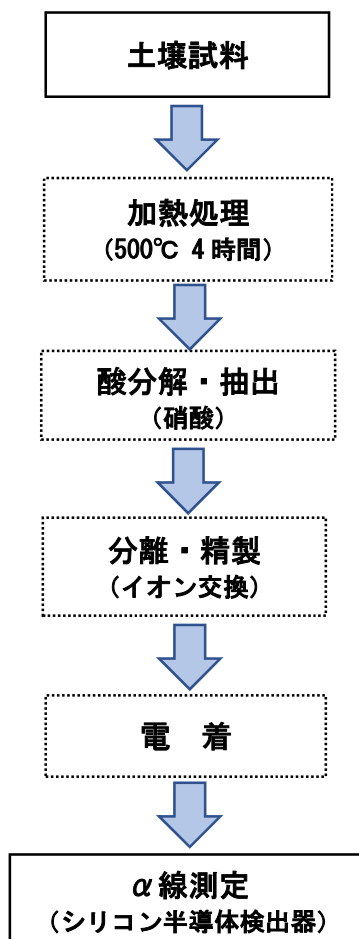 土壌試料
加熱処理
（500℃ 4時間）
酸分解・抽出
（硝酸）
分離・精製
（イオン交換）
電　着
α線測定
（シリコン半導体検出器）